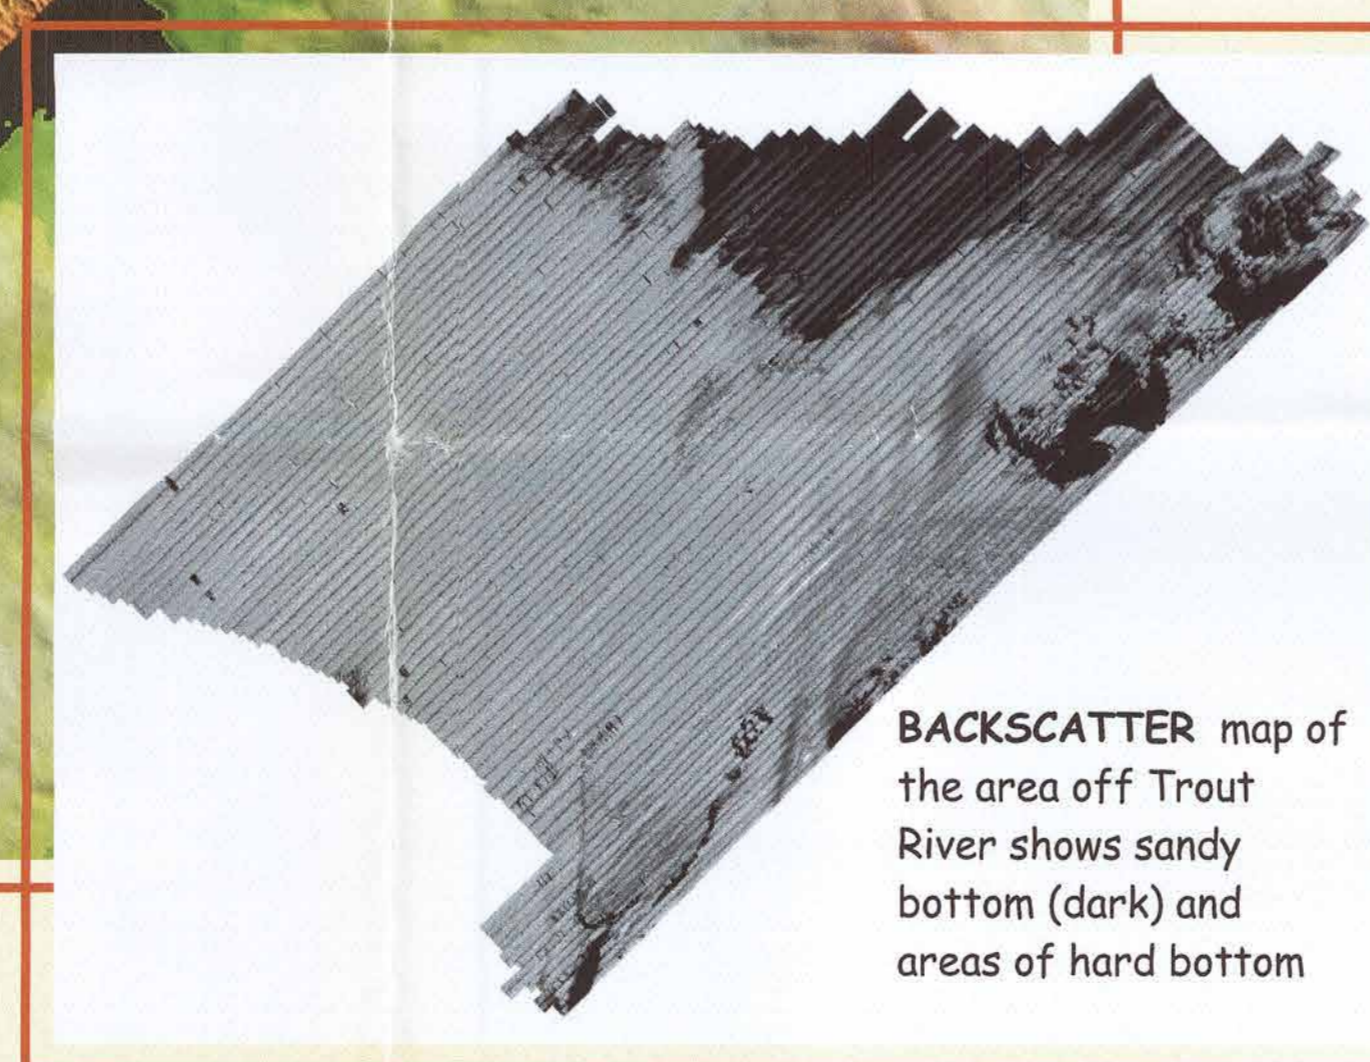 BACKSCATTER map of
the area off Trout
River shows sandy
bottom (dark) and
areas of hard bottom